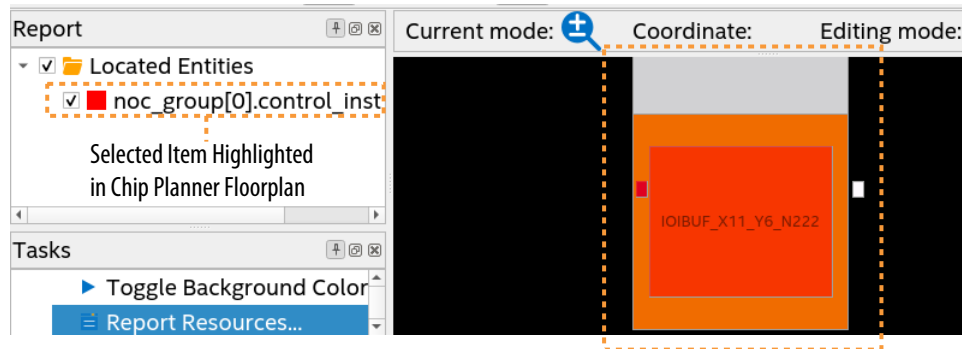 Report
Current mode:
Coordinate:
Editing mode:
Located Entities
noc_group[0].control_inst
Selected Item Highlighted
in Chip Planner Floorplan
IOIBUF_X11_Y6_N222
Tasks
Toggle Background Color
Report Resources...